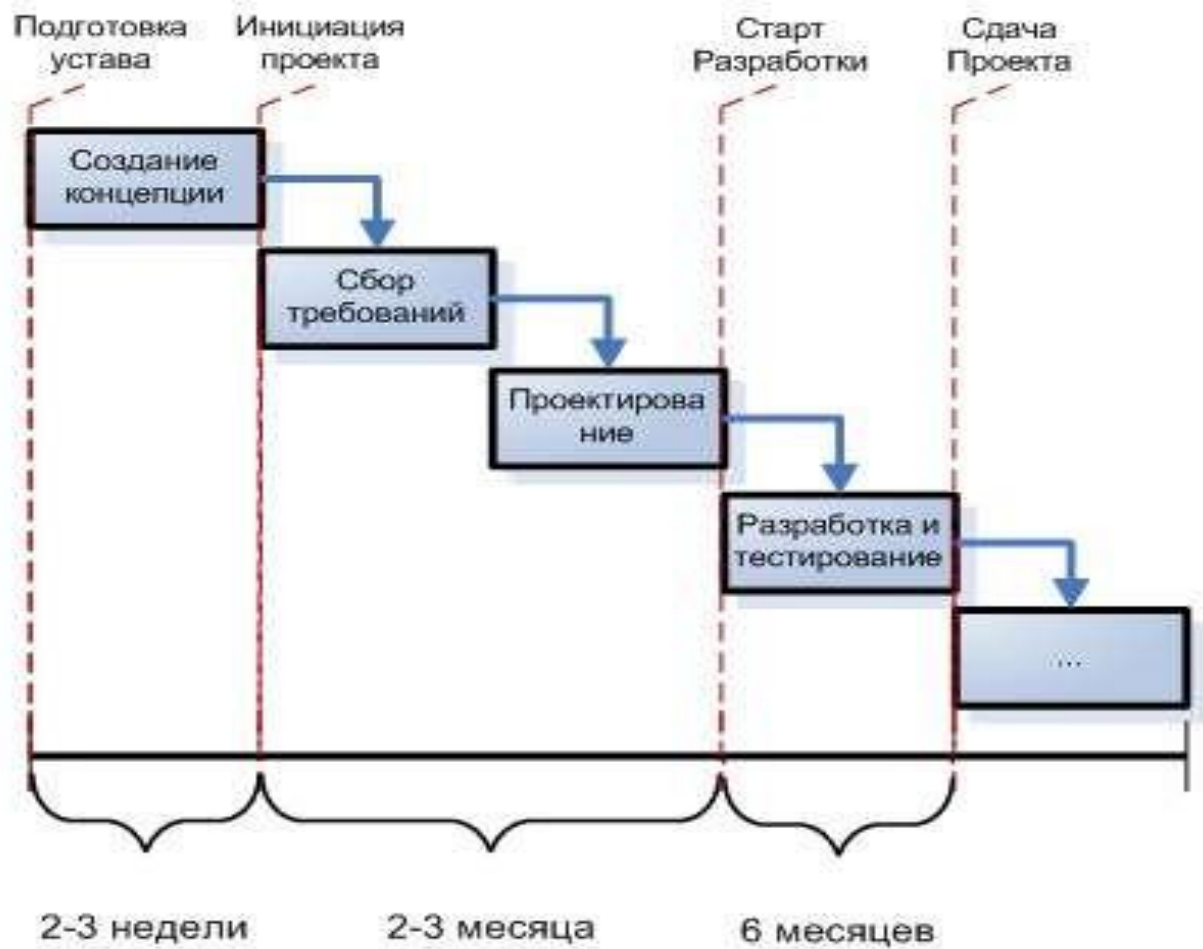 Подготовка
устава
Инициация
проекта
Старт
Разработки
Сдача
Проекта
Создание
концепции
Сбор
требований
Проектирова
ние
Разработка и
тестирование
...
2-3 недели
2-3 месяца
6 месяцев